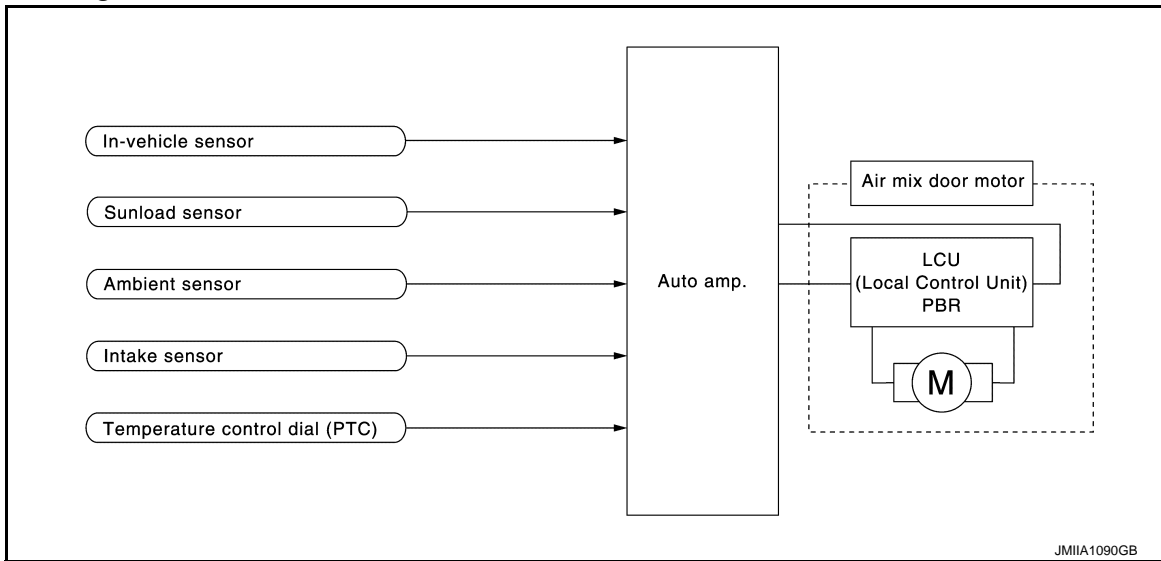 In-vehicle sensor
Sunload sensor
Ambient sensor
Intake sensor
Temperature control dial (PTC)
Auto amp.
Air mix door motor
LCU
(Local Control Unit)
PBR
M
JMIIA1090GB